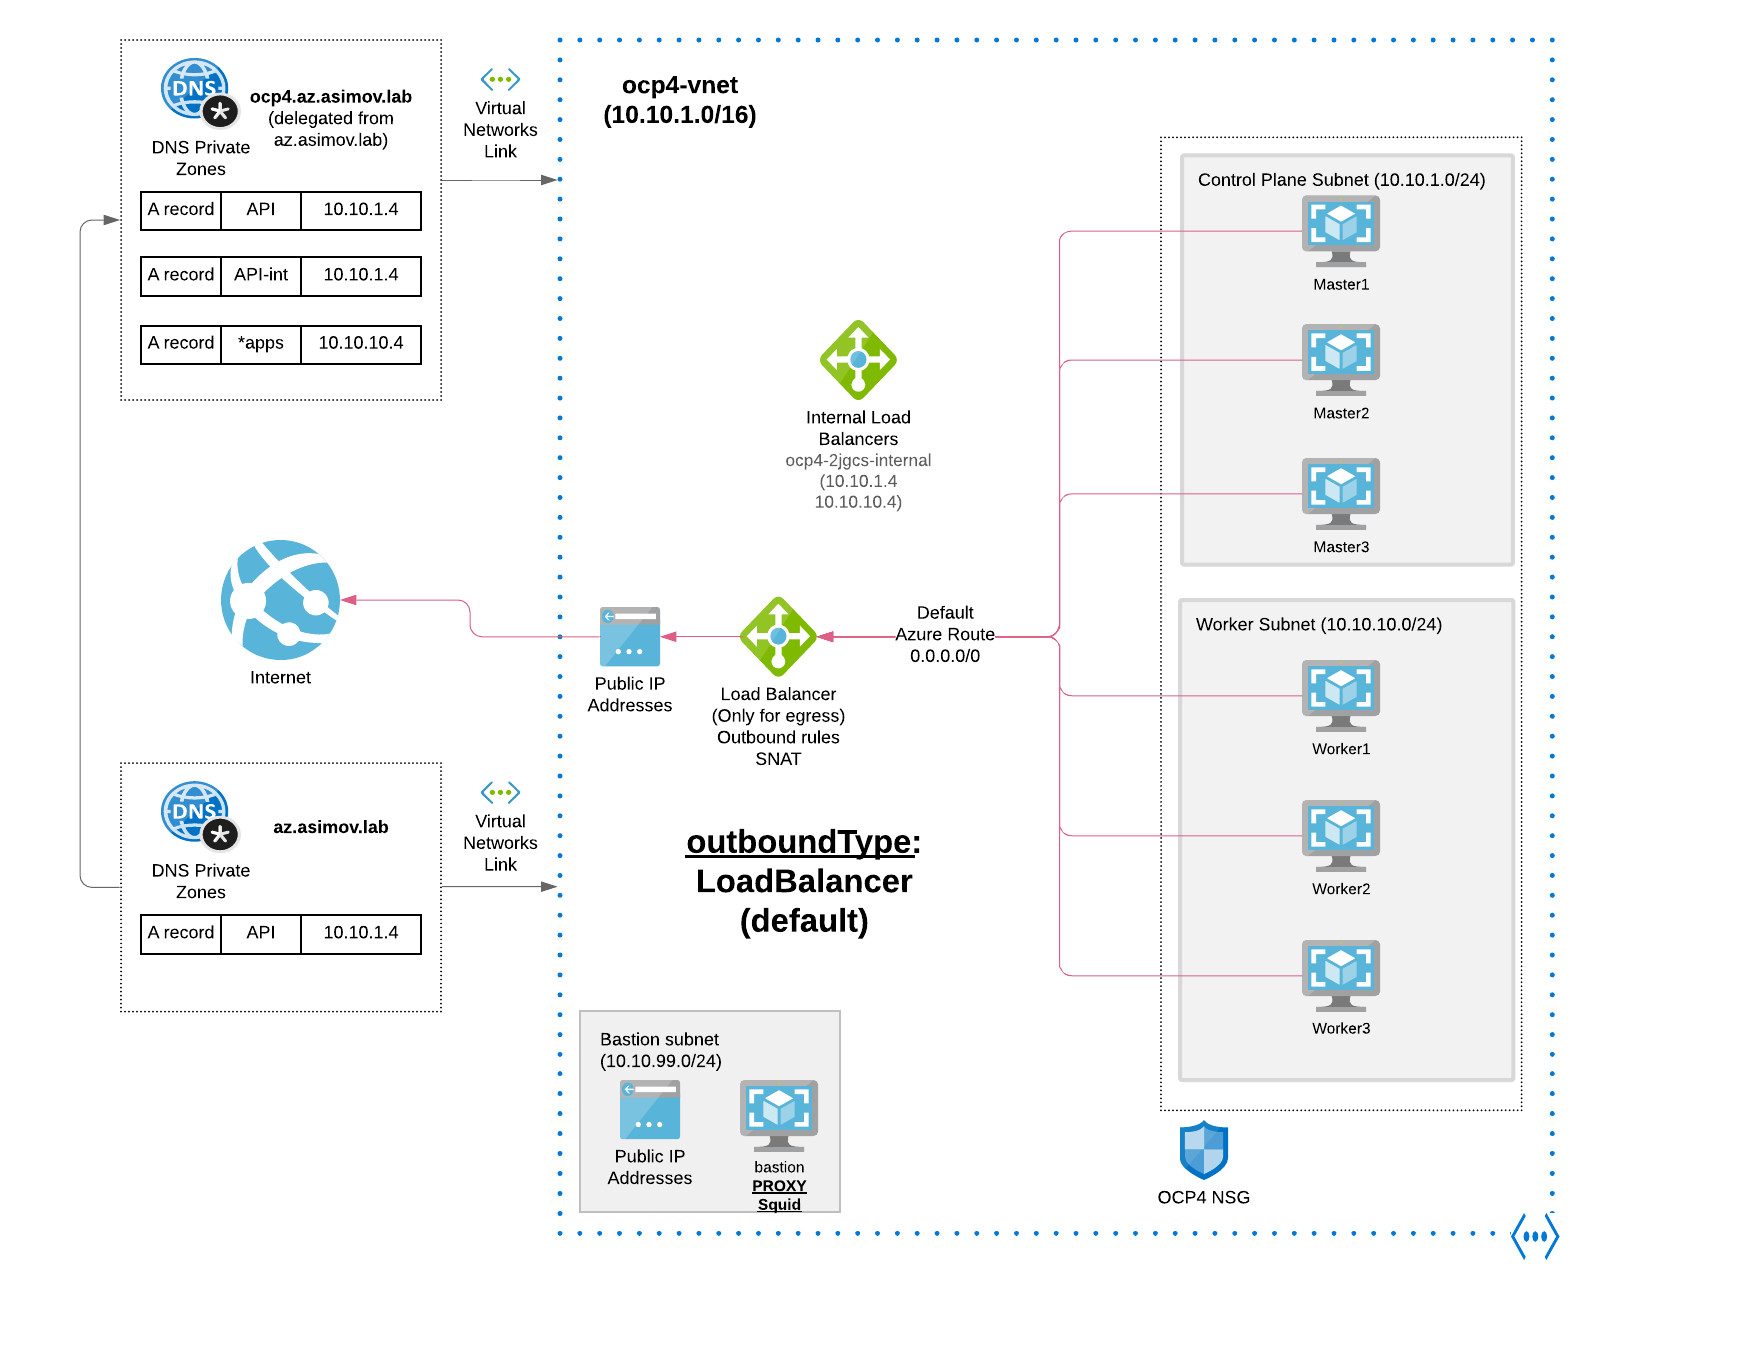 DNS
ocp4.az.asimov.lab
(delegated from
az.asimov.lab)
DNS Private
Zones
A record API 10.10.1.4
A record API-int 10.10.1.4
A record *apps 10.10.10.4
Virtual
Networks
Link
ocp4-vnet
(10.10.1.0/16)
Control Plane Subnet (10.10.1.0/24)
Master1
Master2
Master3
Internal Load
Balancers
ocp4-2jgcs-internal
(10.10.1.4
10.10.10.4)
Internet
Public IP
Addresses
Load Balancer
(Only for egress)
Outbound rules
SNAT
Default
Azure Route
0.0.0.0/0
Worker Subnet (10.10.10.0/24)
Worker1
Worker2
Worker3
DNS
az.asimov.lab
DNS Private
Zones
A record API 10.10.1.4
Virtual
Networks
Link
outboundType:
LoadBalancer
(default)
Bastion subnet
(10.10.99.0/24)
Public IP
Addresses
bastion
PROXY
Squid
OCP4 NSG